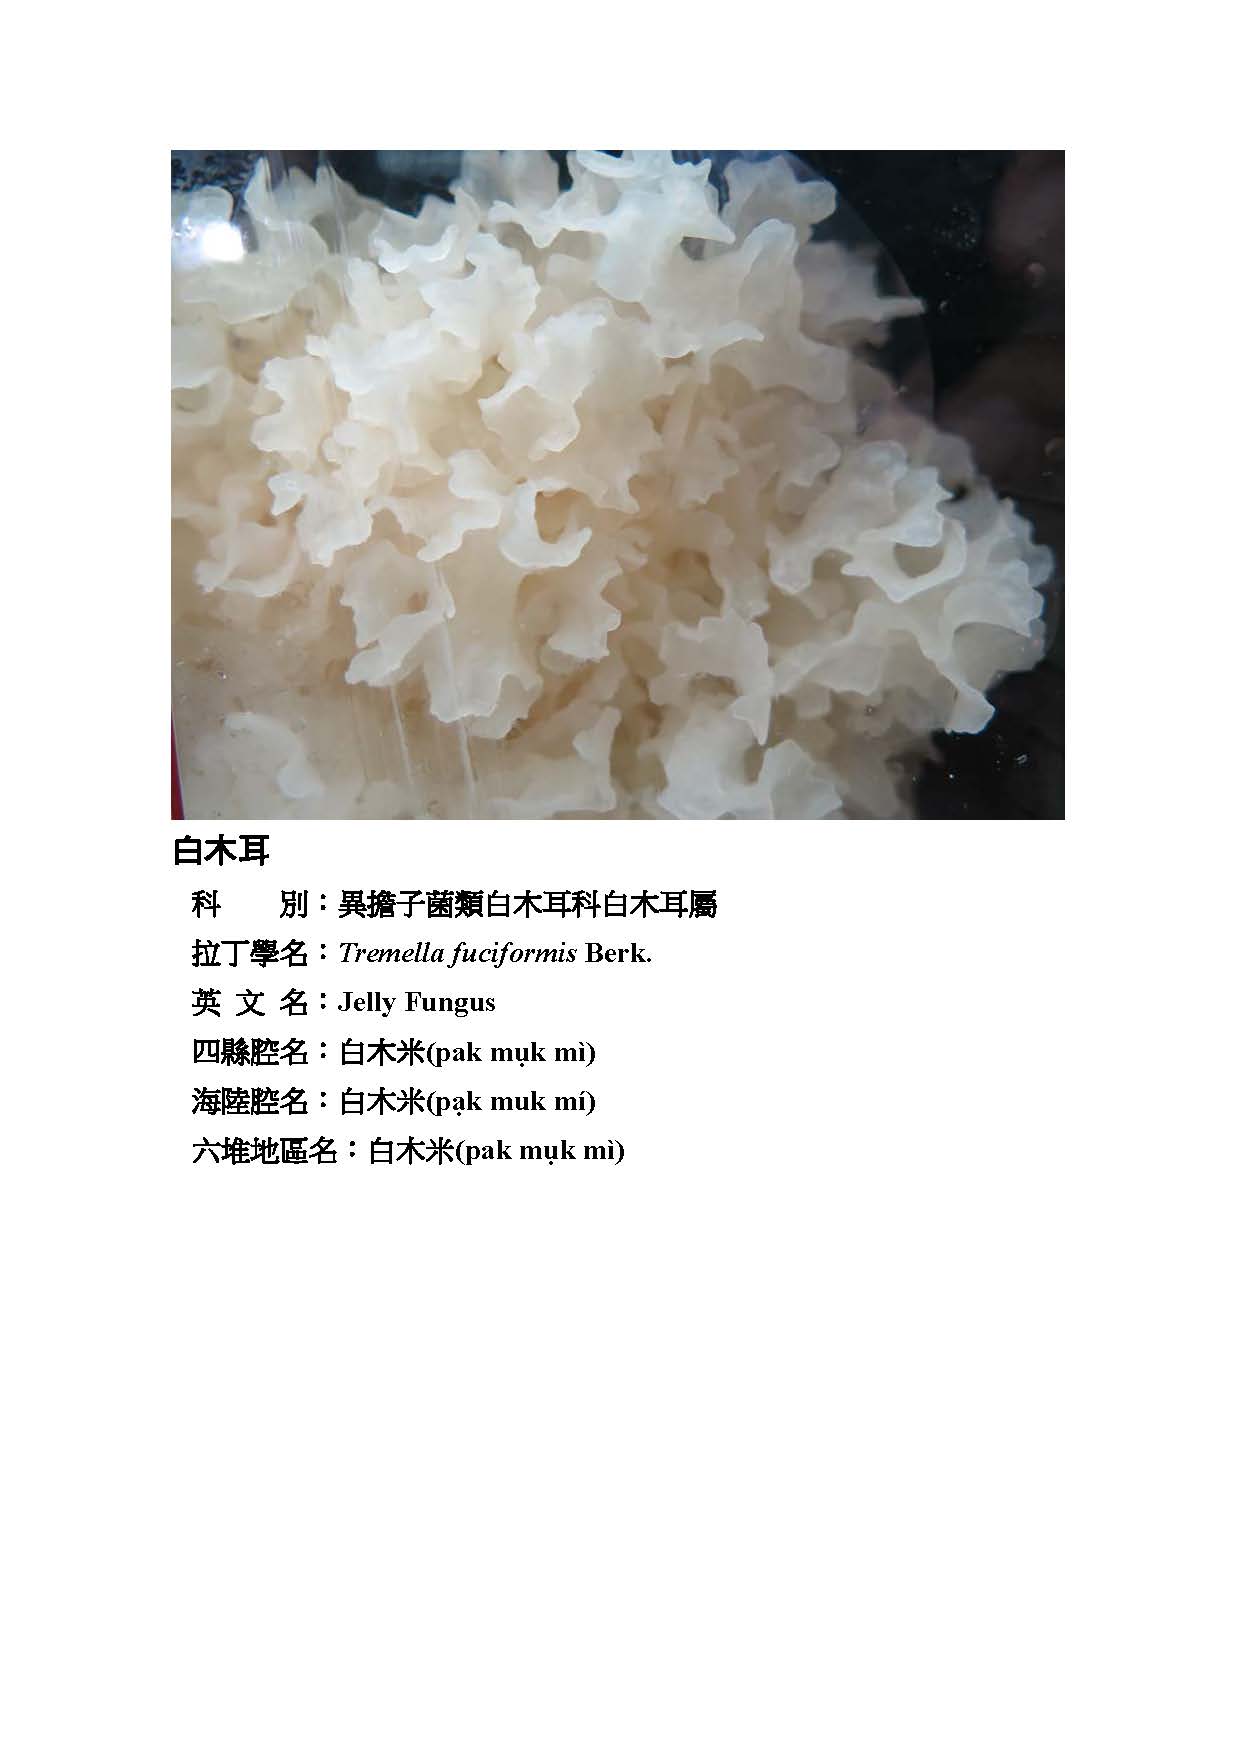 白木耳
科　　別：異擔子菌類白木耳科白木耳屬
拉丁學名：Tremella fuciformis Berk.
英 文 名：Jelly Fungus
四縣腔名：白木米(pak mụk mì)
海陸腔名：白木米(pạk muk mí)
六堆地區名：白木米(pak mụk mì)